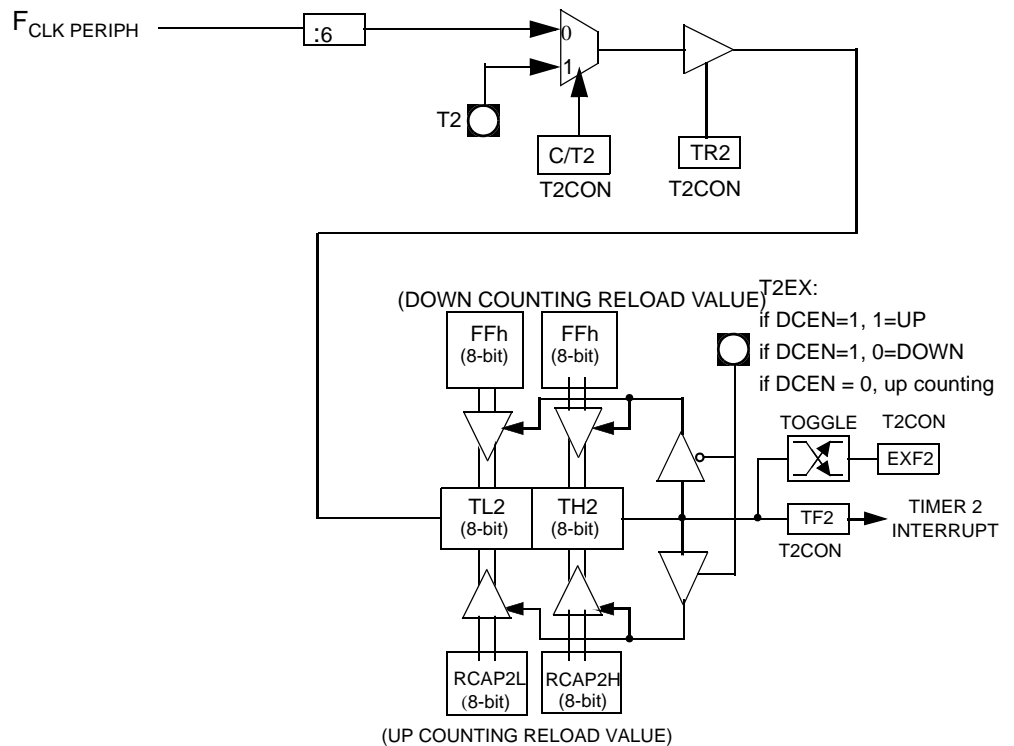 FCLK PERIPH
:6
0
1
T2
C/T2
T2CON
TR2
T2CON
(DOWN COUNTING RELOAD VALUE)
T2EX:
if DCEN=1, 1=UP
if DCEN=1, 0=DOWN
if DCEN = 0, up counting
FFh
(8-bit)
FFh
(8-bit)
TOGGLE
T2CON
EXF2
TL2
(8-bit)
TH2
(8-bit)
TF2
T2CON
TIMER 2
INTERRUPT
RCAP2L
(8-bit)
RCAP2H
(8-bit)
(UP COUNTING RELOAD VALUE)